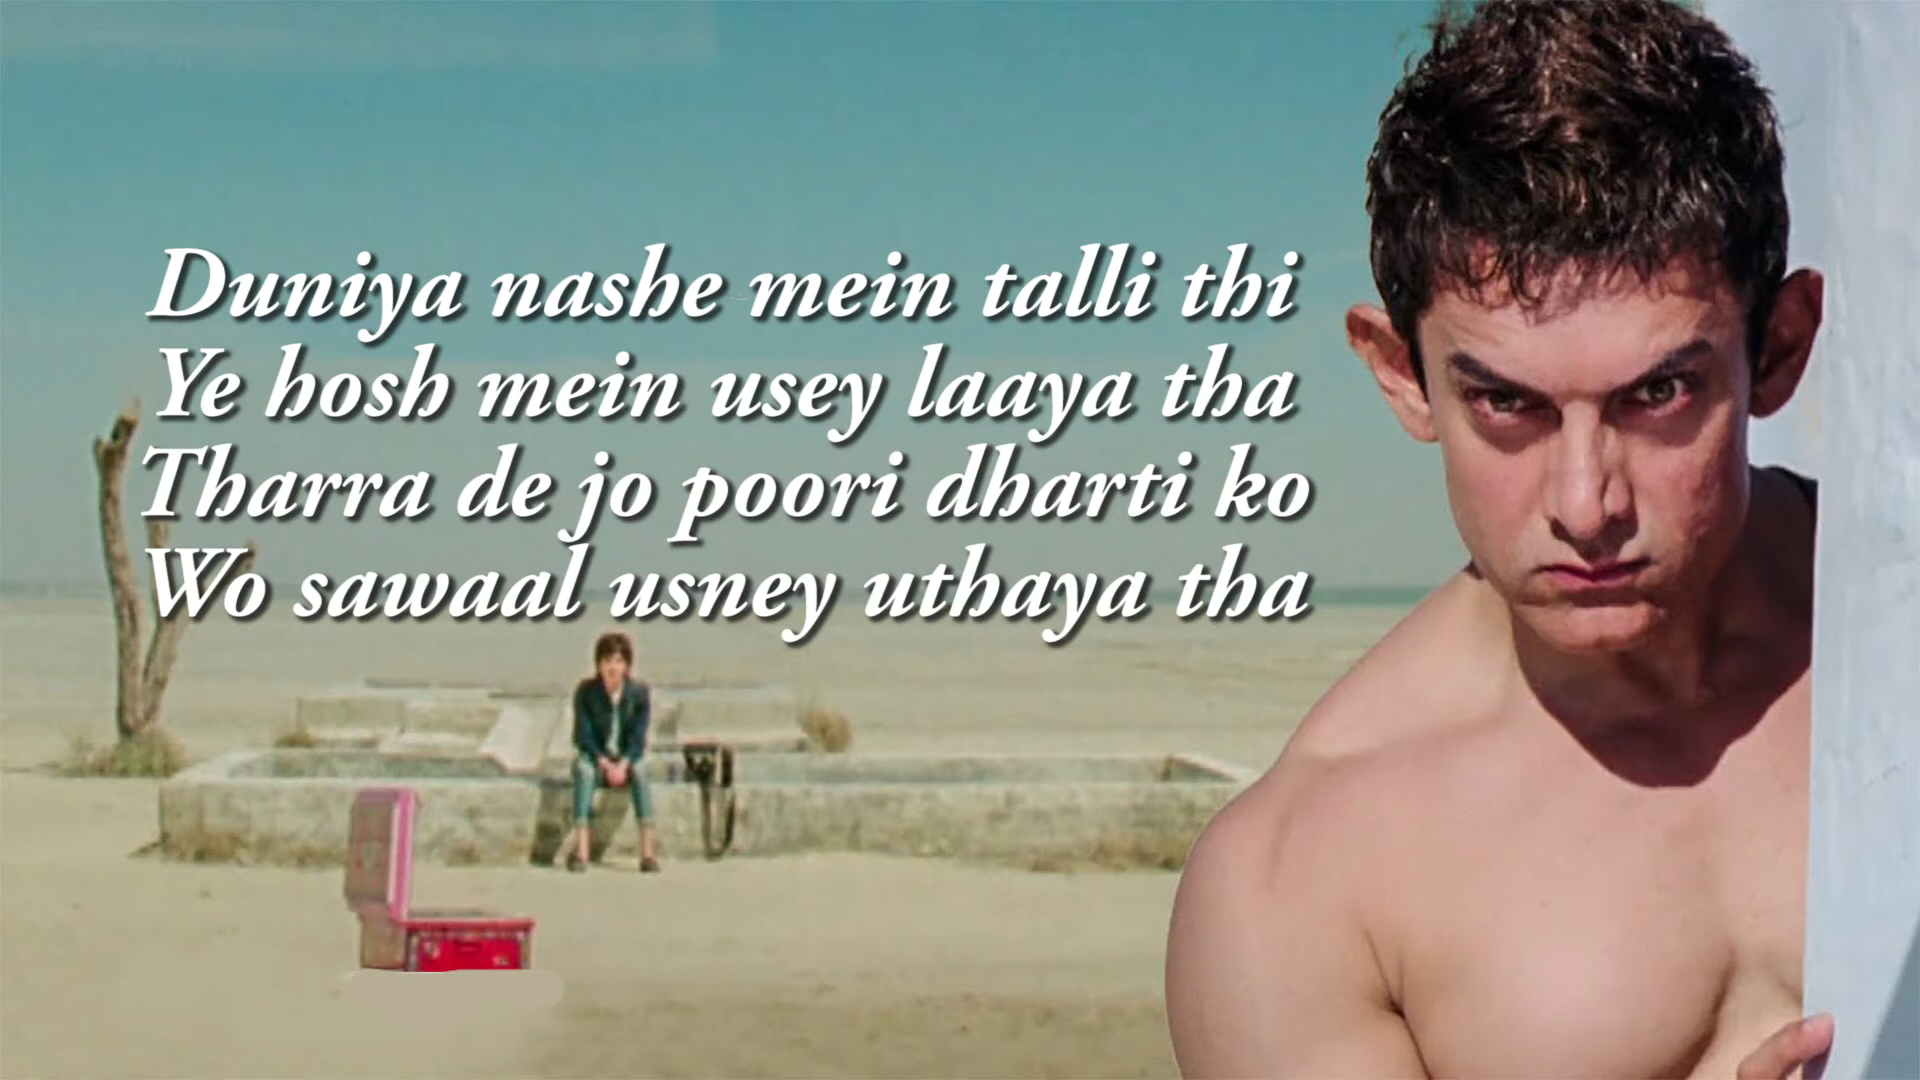 Duniya nashe mein talli thi
Ye hosh mein usey laaya tha
Tharra de jo poori dharti ko
Wo sawaal usney uthaya tha